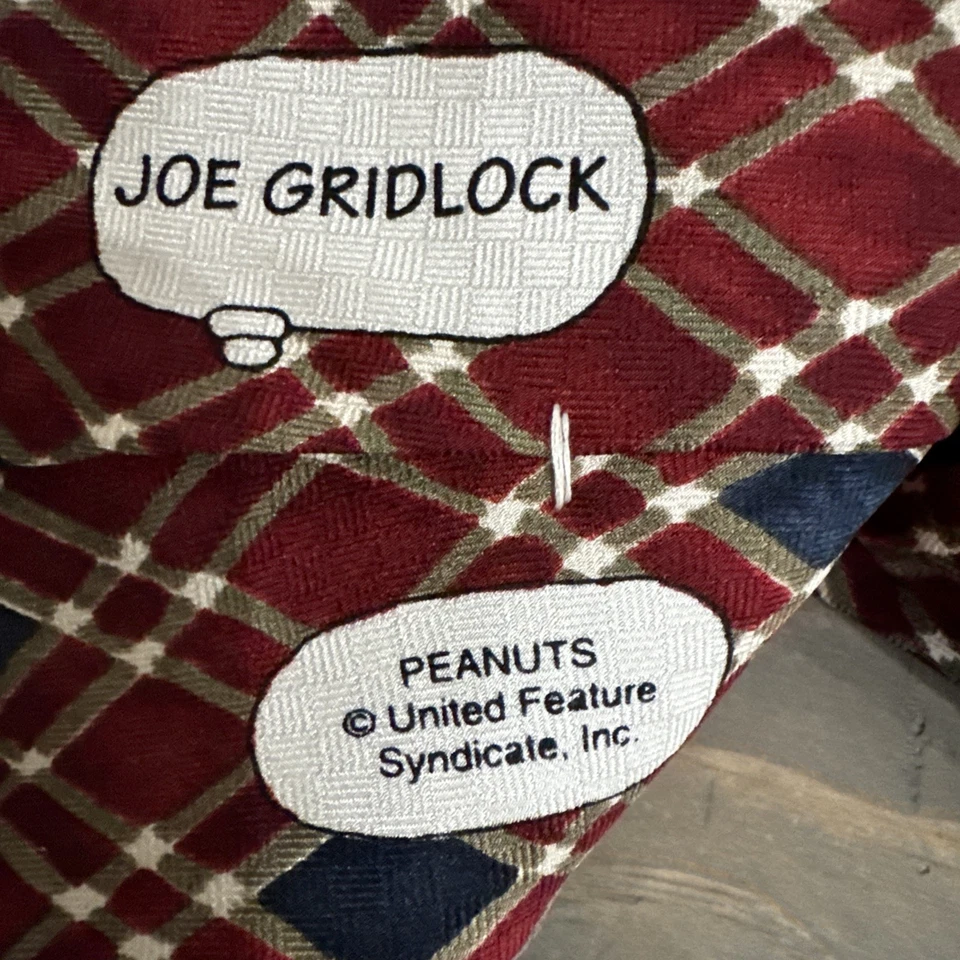 JOE GRIDLOCK
PEANUTS
© United Feature
Syndicate, Inc.